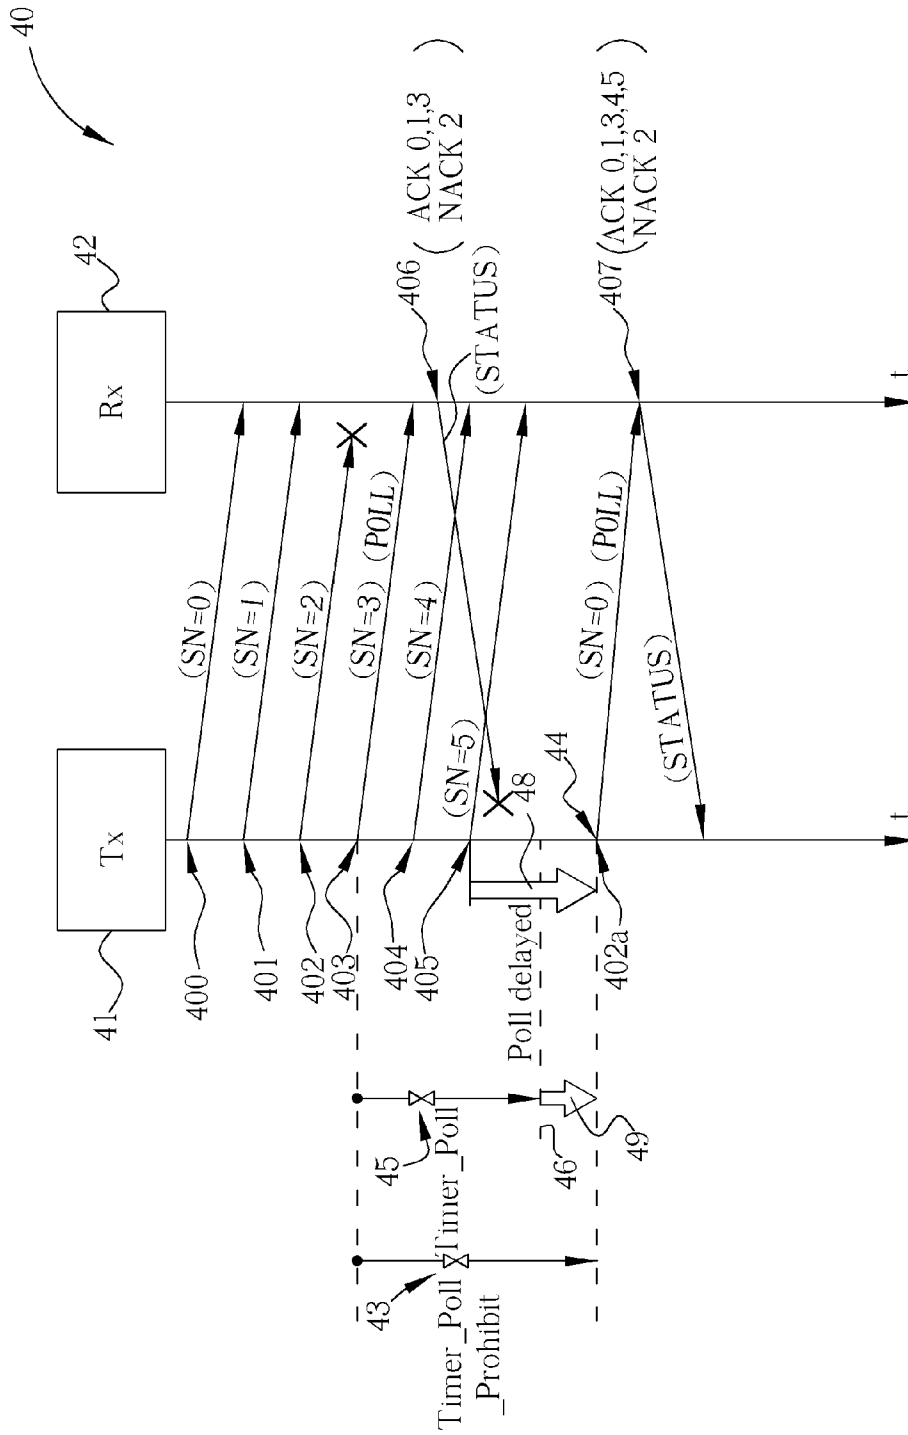 40
42
Rx
Tx
41
(SN=0)
(SN=1)
(SN=2)
(SN=3) (POLL)
(SN=4)
(SN=5)
(STATUS)
406
ACK 0,1,3
NACK 2
407
ACK 0,1,3,4,5
NACK 2
(SN=0) (POLL)
(STATUS)
400
401
402
403
404
405
48
44
402a
Poll delayed
45
Timer_Poll
46
49
43
Timer_Poll
_Prohibit
t
t